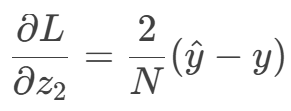 ∂L/∂z₂ = 2/N (ŷ − y)